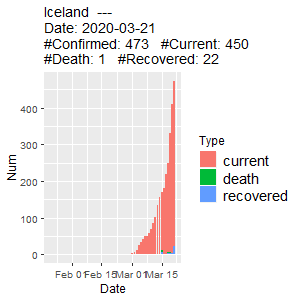 Iceland  ---
Date: 2020-03-21
#Confirmed: 473   #Current: 450
#Death: 1   #Recovered: 22
Num
400
300
200
100
0
Feb 01
Feb 15
Mar 01
Mar 15
Date
Type
current
death
recovered